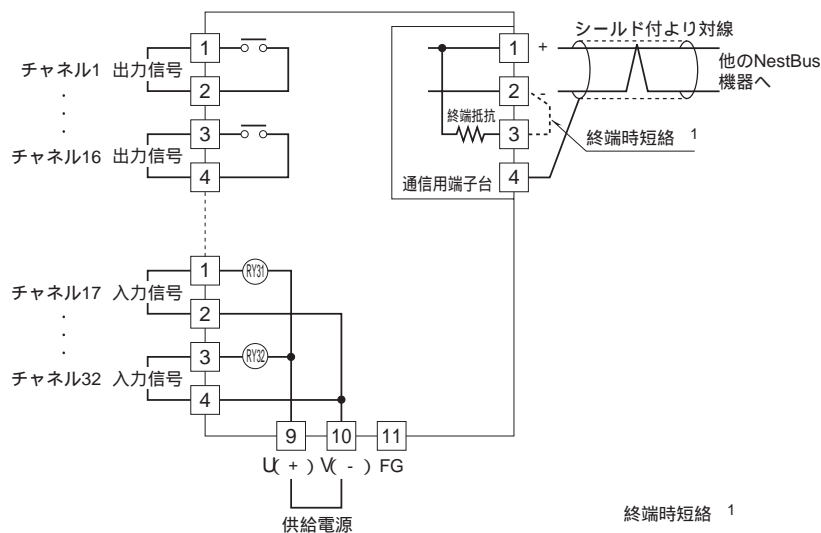 シールド付より対線
1 +
他のNestBus
機器へ
2 -
終端抵抗
3
終端時短絡 1
通信用端子台 4
チャネル1 出力信号
1
2
・
・
・
チャネル16 出力信号
3
4
チャネル17 入力信号
1 RY31
2
・
・
・
チャネル32 入力信号
3 RY32
4
9 10 11
U( + ) V( - ) FG
供給電源
終端時短絡 1